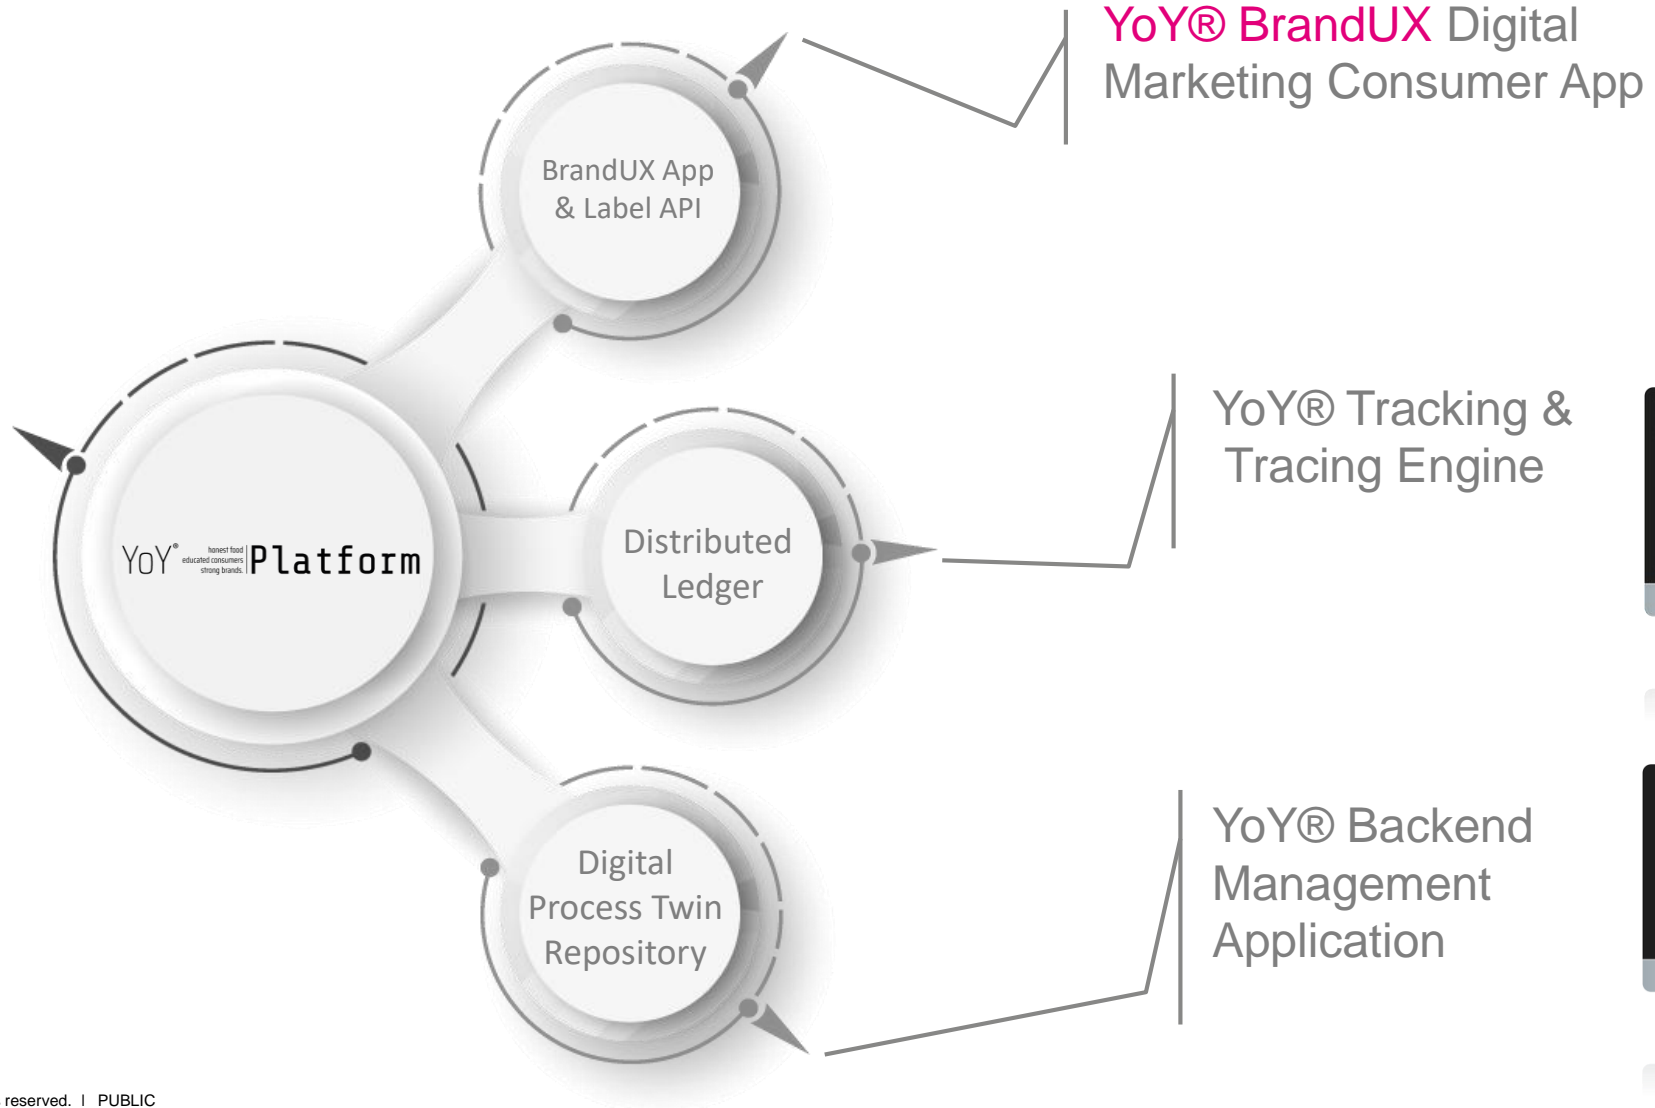 YoY® BrandUX Digital
Marketing Consumer App
BrandUX App
& Label API
YoY® Tracking &
Tracing Engine
Distributed
Ledger
YoY®
honest food
educated consumers
strong brands.
Platform
YoY® Backend
Management
Application
Digital
Process Twin
Repository
reserved. | PUBLIC